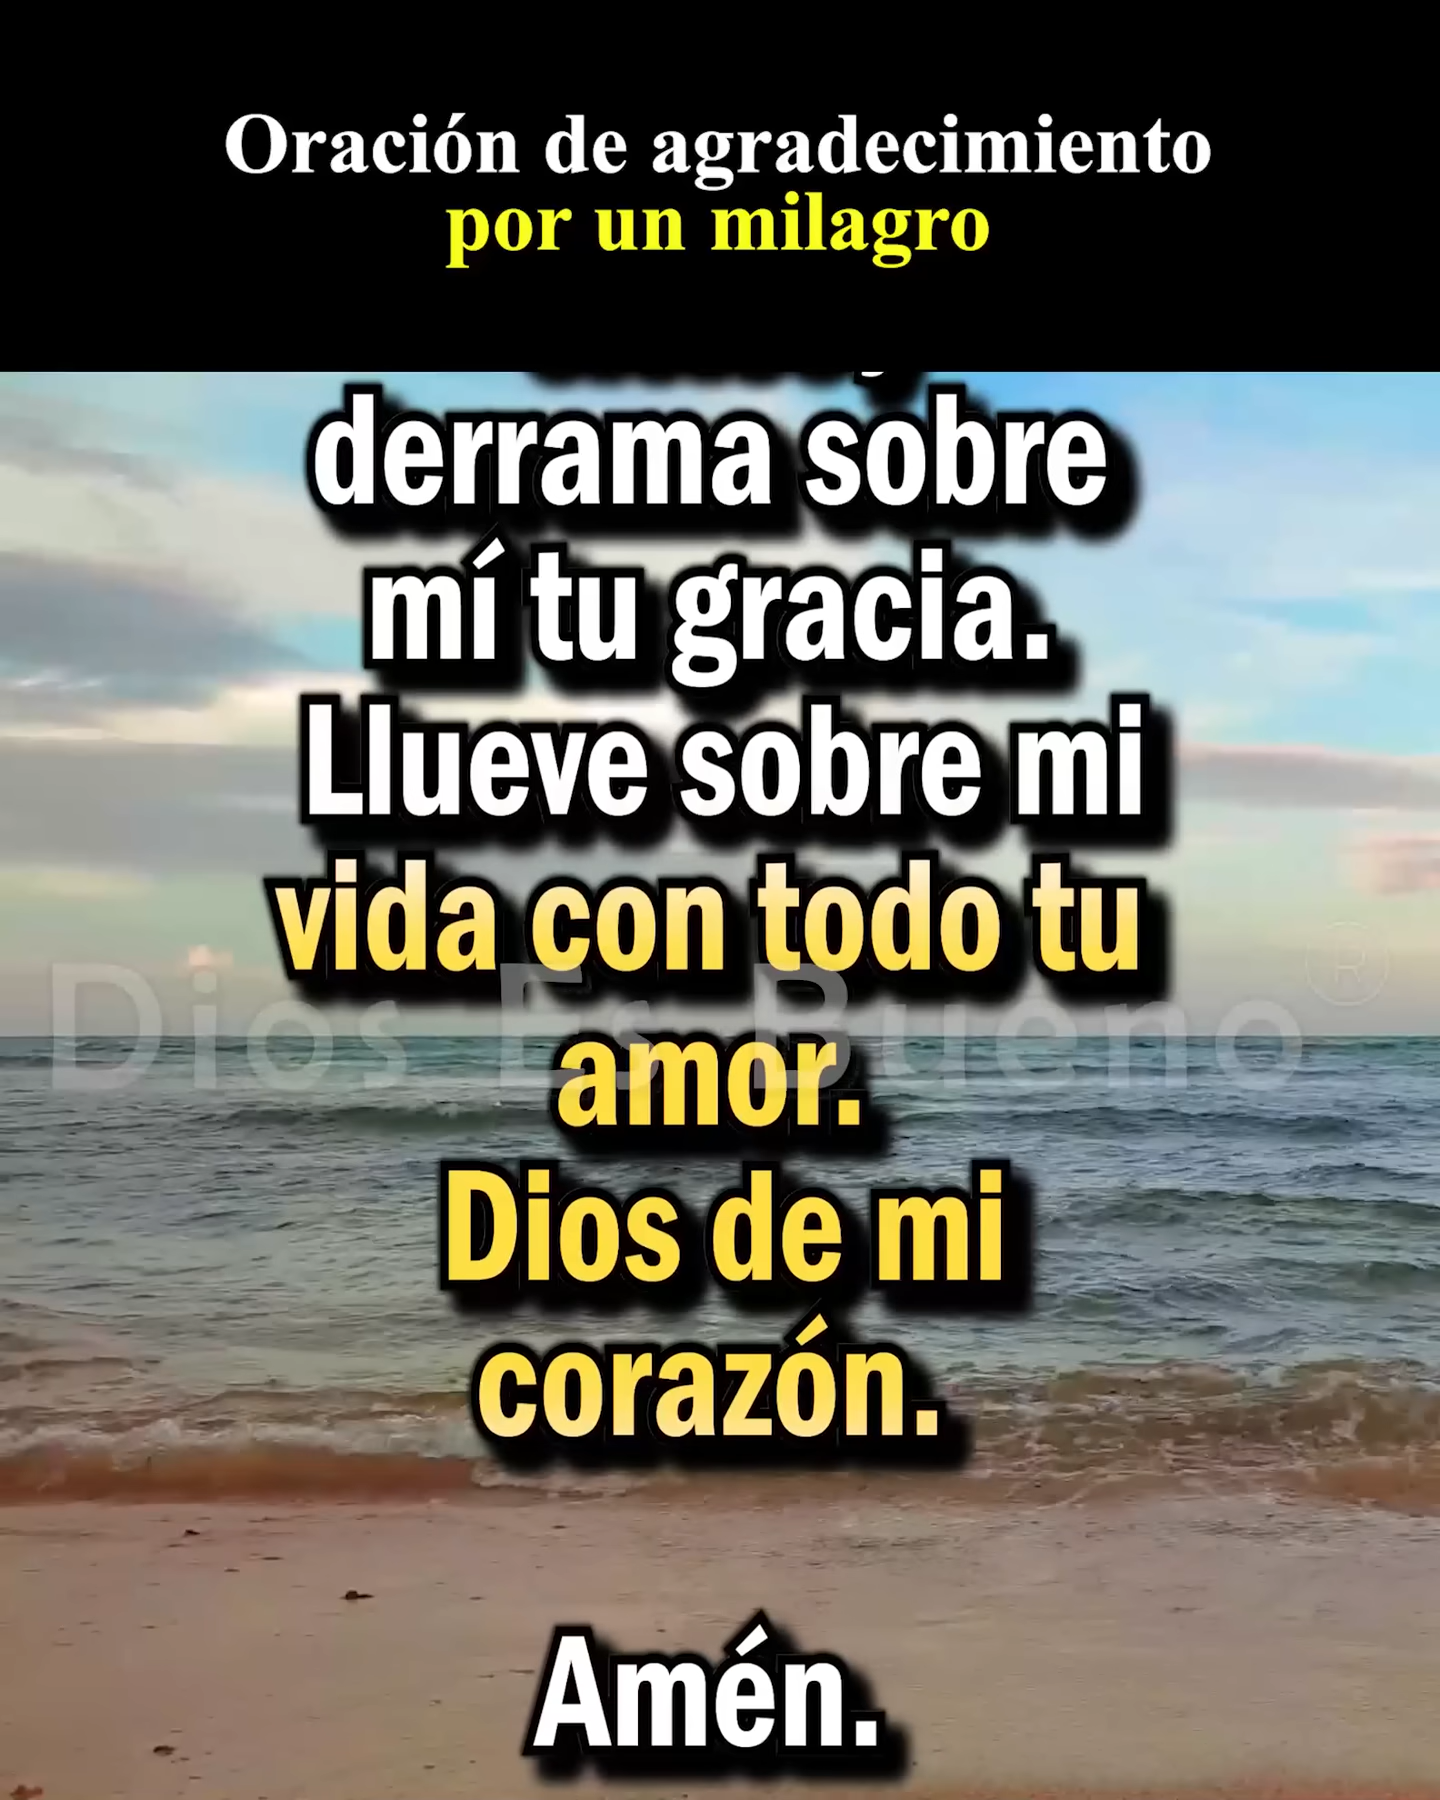 Oración de agradecimiento
por un milagro
derrama sobre
mí tu gracia.
Llueve sobre mi
vida con todo tu
amor.
Dios Es Bueno ®
Dios de mi
corazón.
Amén.